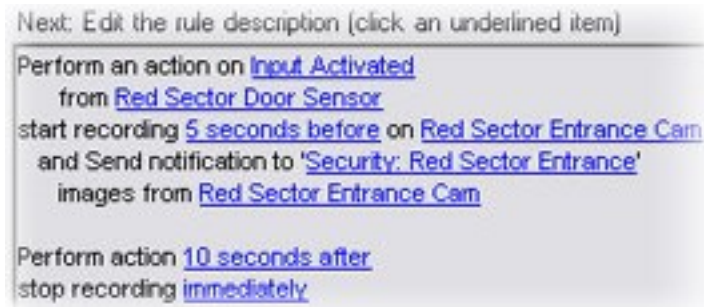 Next: Edit the rule description (click an underlined item)
Perform an action on Input Activated
from Red Sector Door Sensor
start recording 5 seconds before on Red Sector Entrance Cam
and Send notification to 'Security: Red Sector Entrance'
images from Red Sector Entrance Cam
Perform action 10 seconds after
stop recording immediately